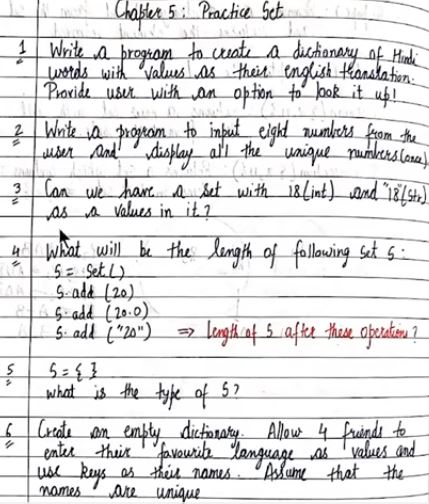 Chapter 5 : Practice Set
1 Write a program to create a dictionary of Hindi
words with values as their english translation.
Provide user with an option to look it up!
2 Write a program to input eight numbers from the
user and display all the unique numbers (once).
3 Can we have a set with 18 (int) and "18" (str)
as a values in it ?
4 What will be the length of following set S :
S = Set ()
S. add (20)
S. add (20.0)
S. add ("20") ⇒ length of S after these operations ?
5 S = { }
what is the type of S ?
6 Create an empty dictionary. Allow 4 friends to
enter their favourite language as values and
use keys as their names. Assume that the
names are unique